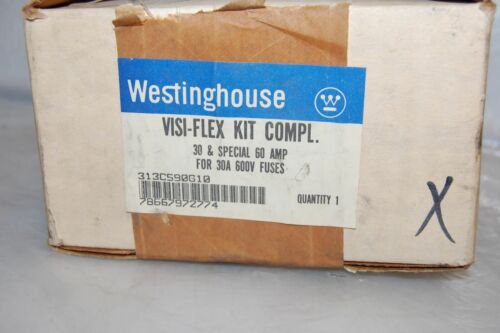 Westinghouse
VISI-FLEX KIT COMPL.
30 & SPECIAL 60 AMP
FOR 30A 600V FUSES
313C590G10
QUANTITY 1
78667972774
X